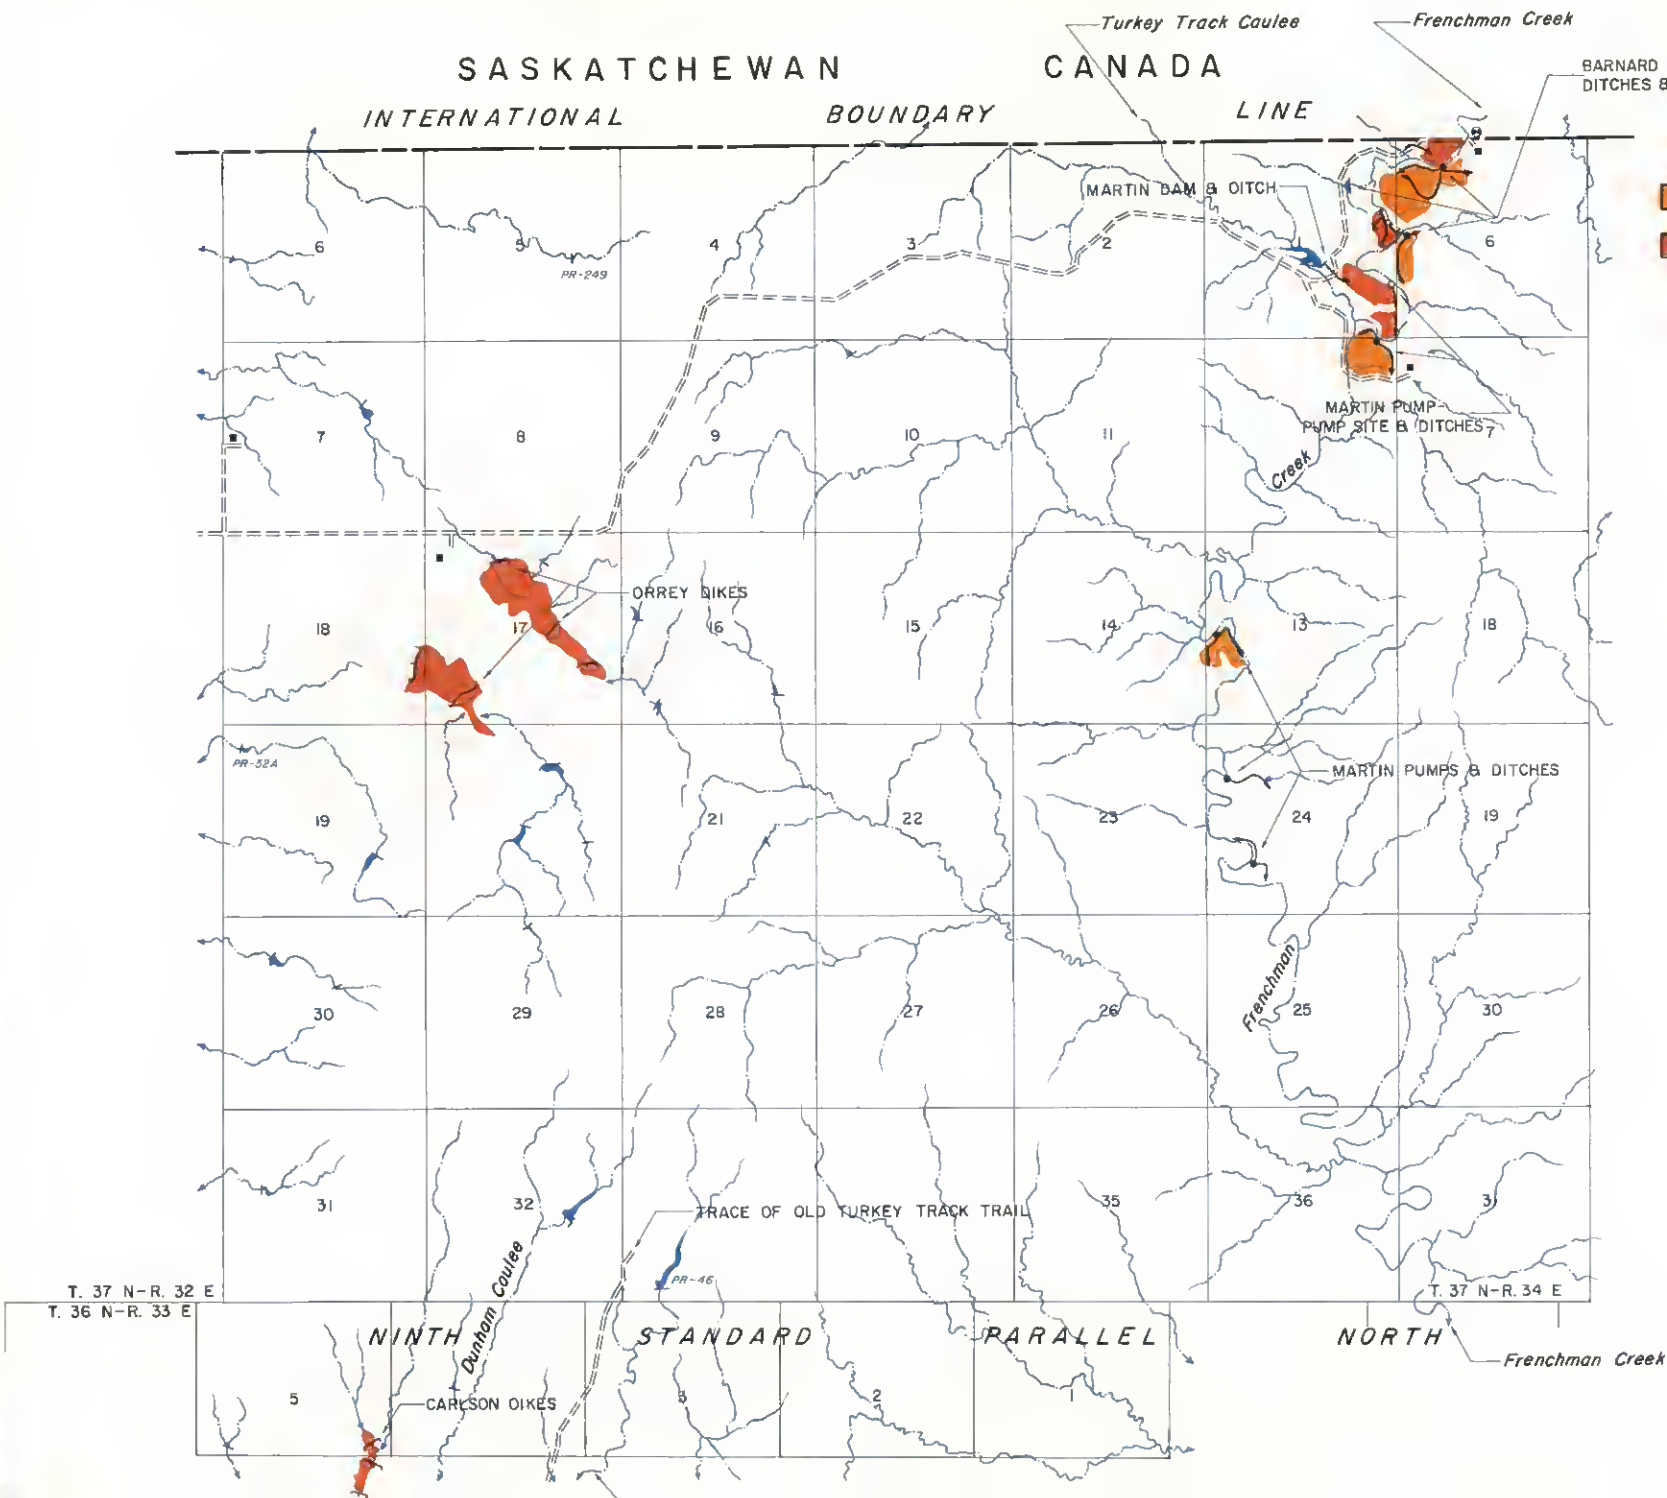 Turkey Track Coulee
Frenchman Creek
SASKATCHEWAN CANADA
BARNARD
DITCHES &
INTERNATIONAL BOUNDARY LINE
MARTIN DAM & DITCH
6 5 4 3 2 6
PR-249
MARTIN PUMP-
PUMP SITE & DITCHES
7 8 9 10 11 7
Creek
ORREY DIKES
18 17 16 15 14 13 18
PR-52A
MARTIN PUMPS & DITCHES
19 21 22 23 24 19
Frenchman
30 29 28 27 26 25 30
31 32 35 36 31
TRACE OF OLD TURKEY TRACK TRAIL
Dunham Coulee
PR-46
T. 37 N-R. 32 E
T. 37 N-R. 34 E
T. 36 N-R. 33 E
NINTH STANDARD PARALLEL NORTH
Frenchman Creek
5 3 2 1
CARLSON DIKES